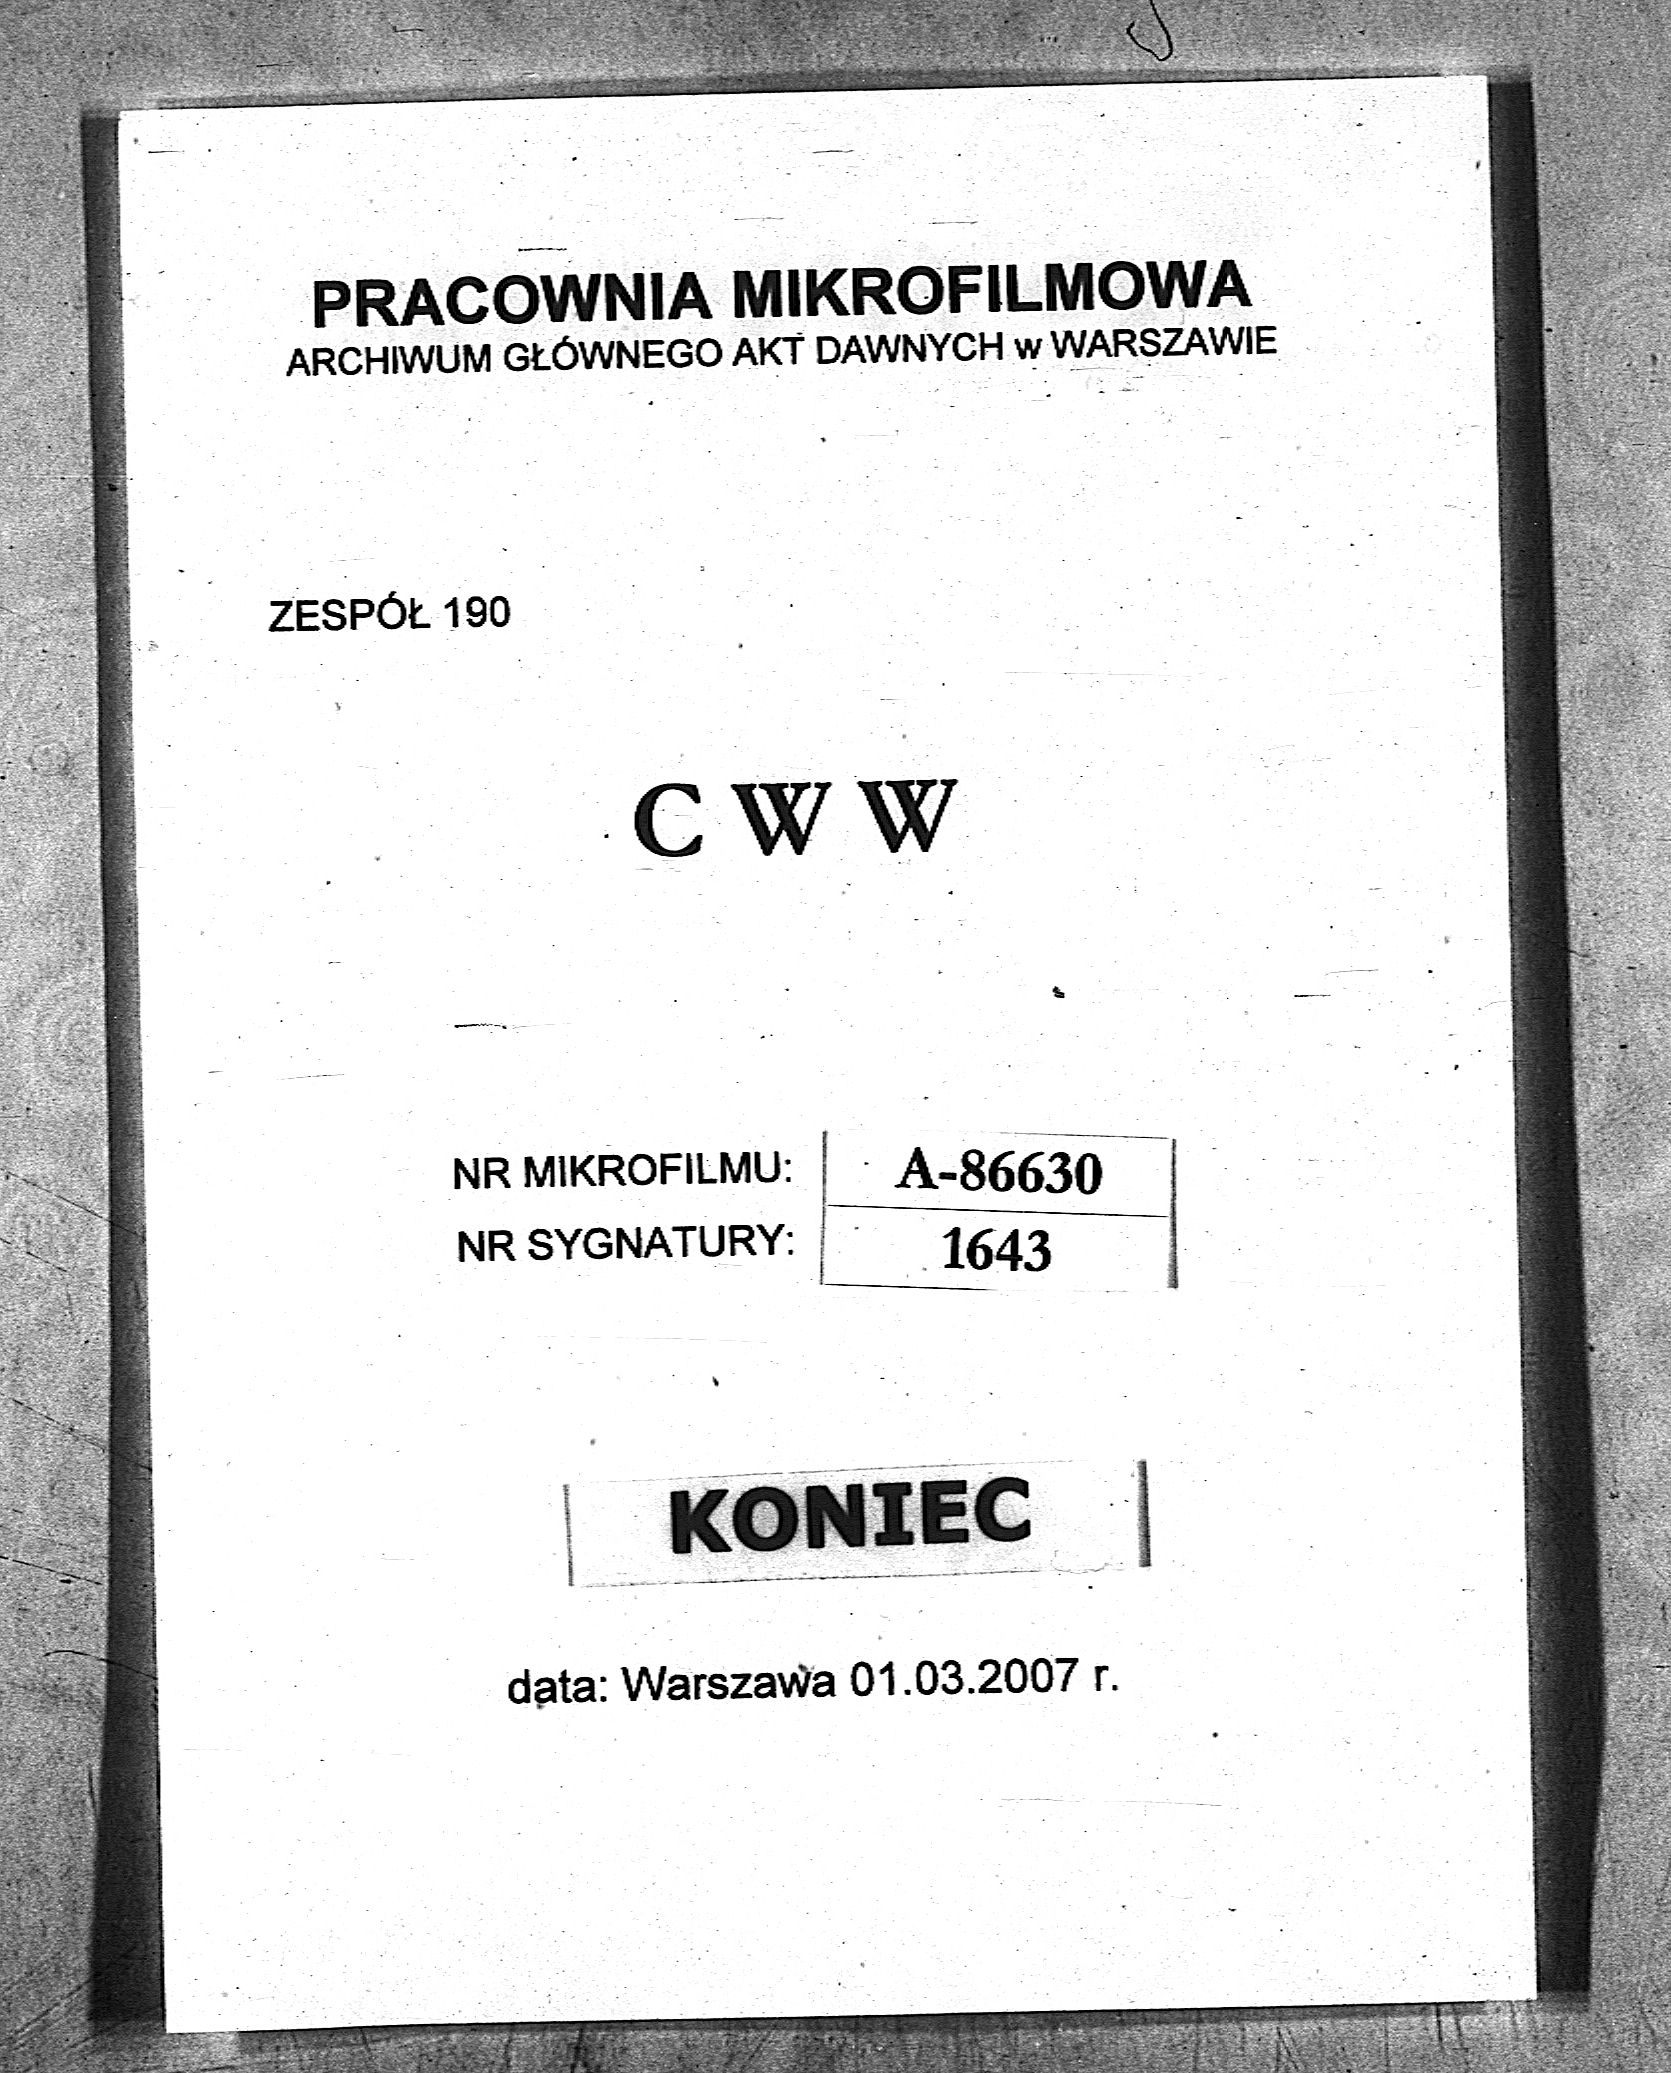 PRACOWNIA MIKROFILMOWA
ARCHIWUM GŁÓWNEGO AKT DAWNYCH w WARSZAWIE
ZESPÓŁ 190
C W W
NR MIKROFILMU: A-86630
NR SYGNATURY: 1643
KONIEC
data: Warszawa 01.03.2007 r.